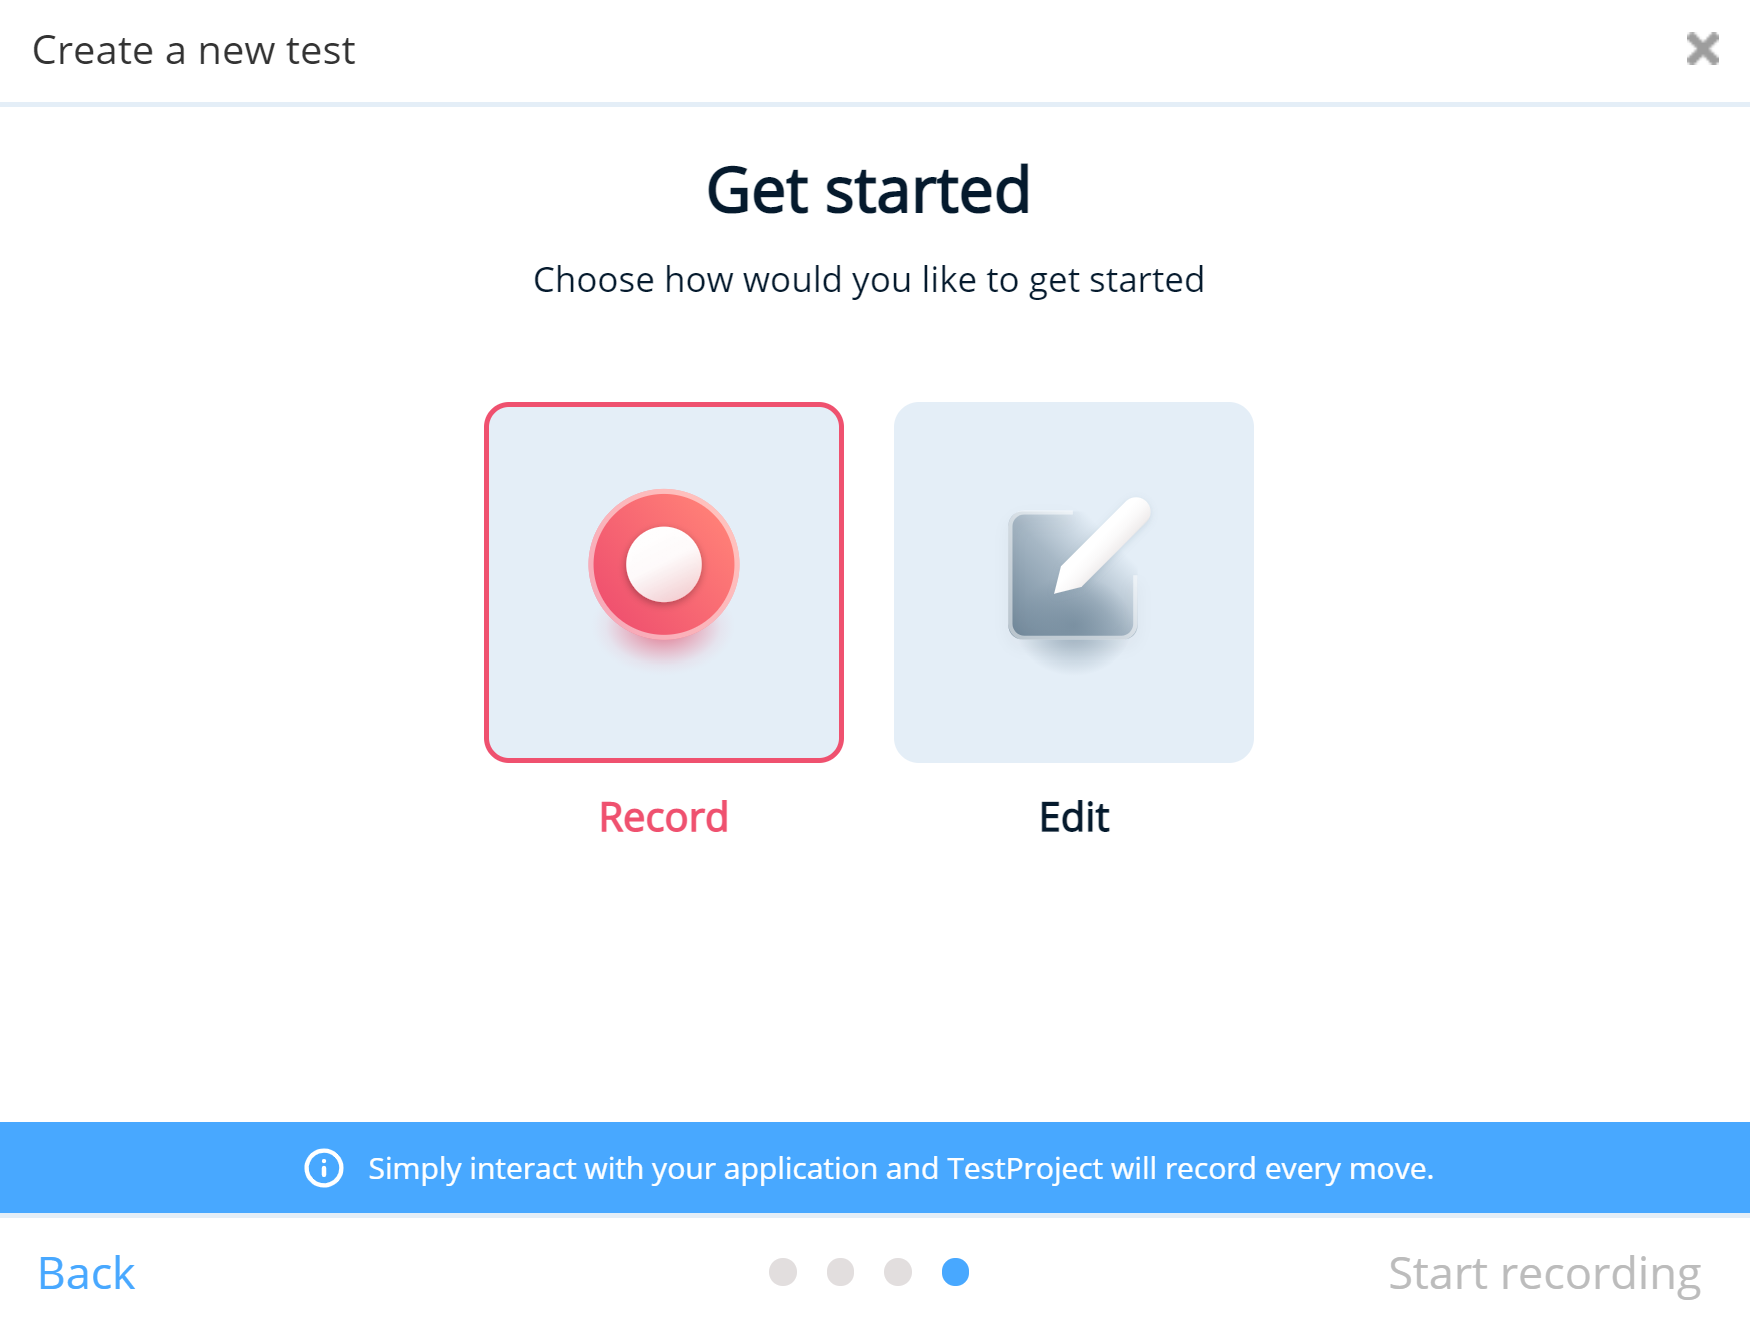 Create a new test
Get started
Choose how would you like to get started
Record
Edit
Simply interact with your application and TestProject will record every move.
Back
Start recording